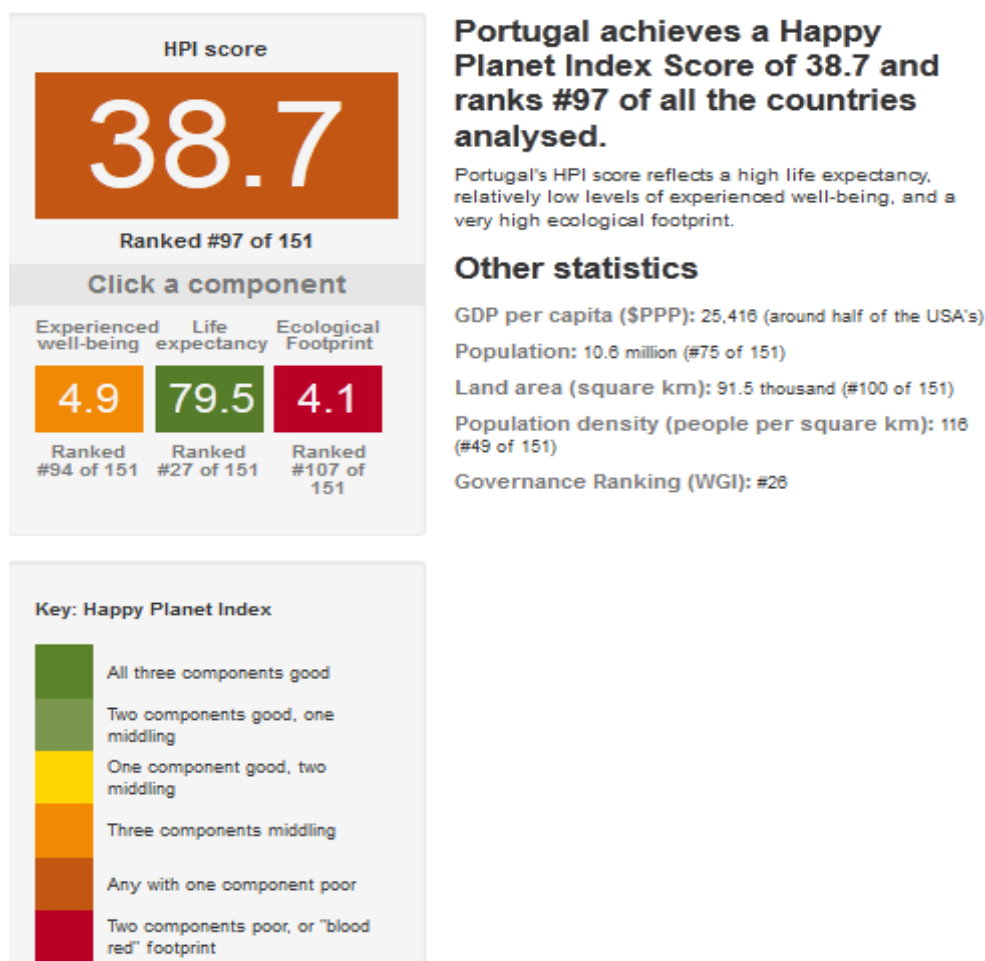 HPI score
38.7
Ranked #97 of 151
Click a component
Experienced well-being
Life expectancy
Ecological Footprint
4.9
79.5
4.1
Ranked #94 of 151
Ranked #27 of 151
Ranked #107 of 151
Portugal achieves a Happy
Planet Index Score of 38.7 and
ranks #97 of all the countries
analysed.
Portugal's HPI score reflects a high life expectancy,
relatively low levels of experienced well-being, and a
very high ecological footprint.
Other statistics
GDP per capita ($PPP): 25,416 (around half of the USA's)
Population: 10.6 million (#75 of 151)
Land area (square km): 91.5 thousand (#100 of 151)
Population density (people per square km): 116
(#49 of 151)
Governance Ranking (WGI): #26
Key: Happy Planet Index
All three components good
Two components good, one
middling
One component good, two
middling
Three components middling
Any with one component poor
Two components poor, or "blood
red" footprint